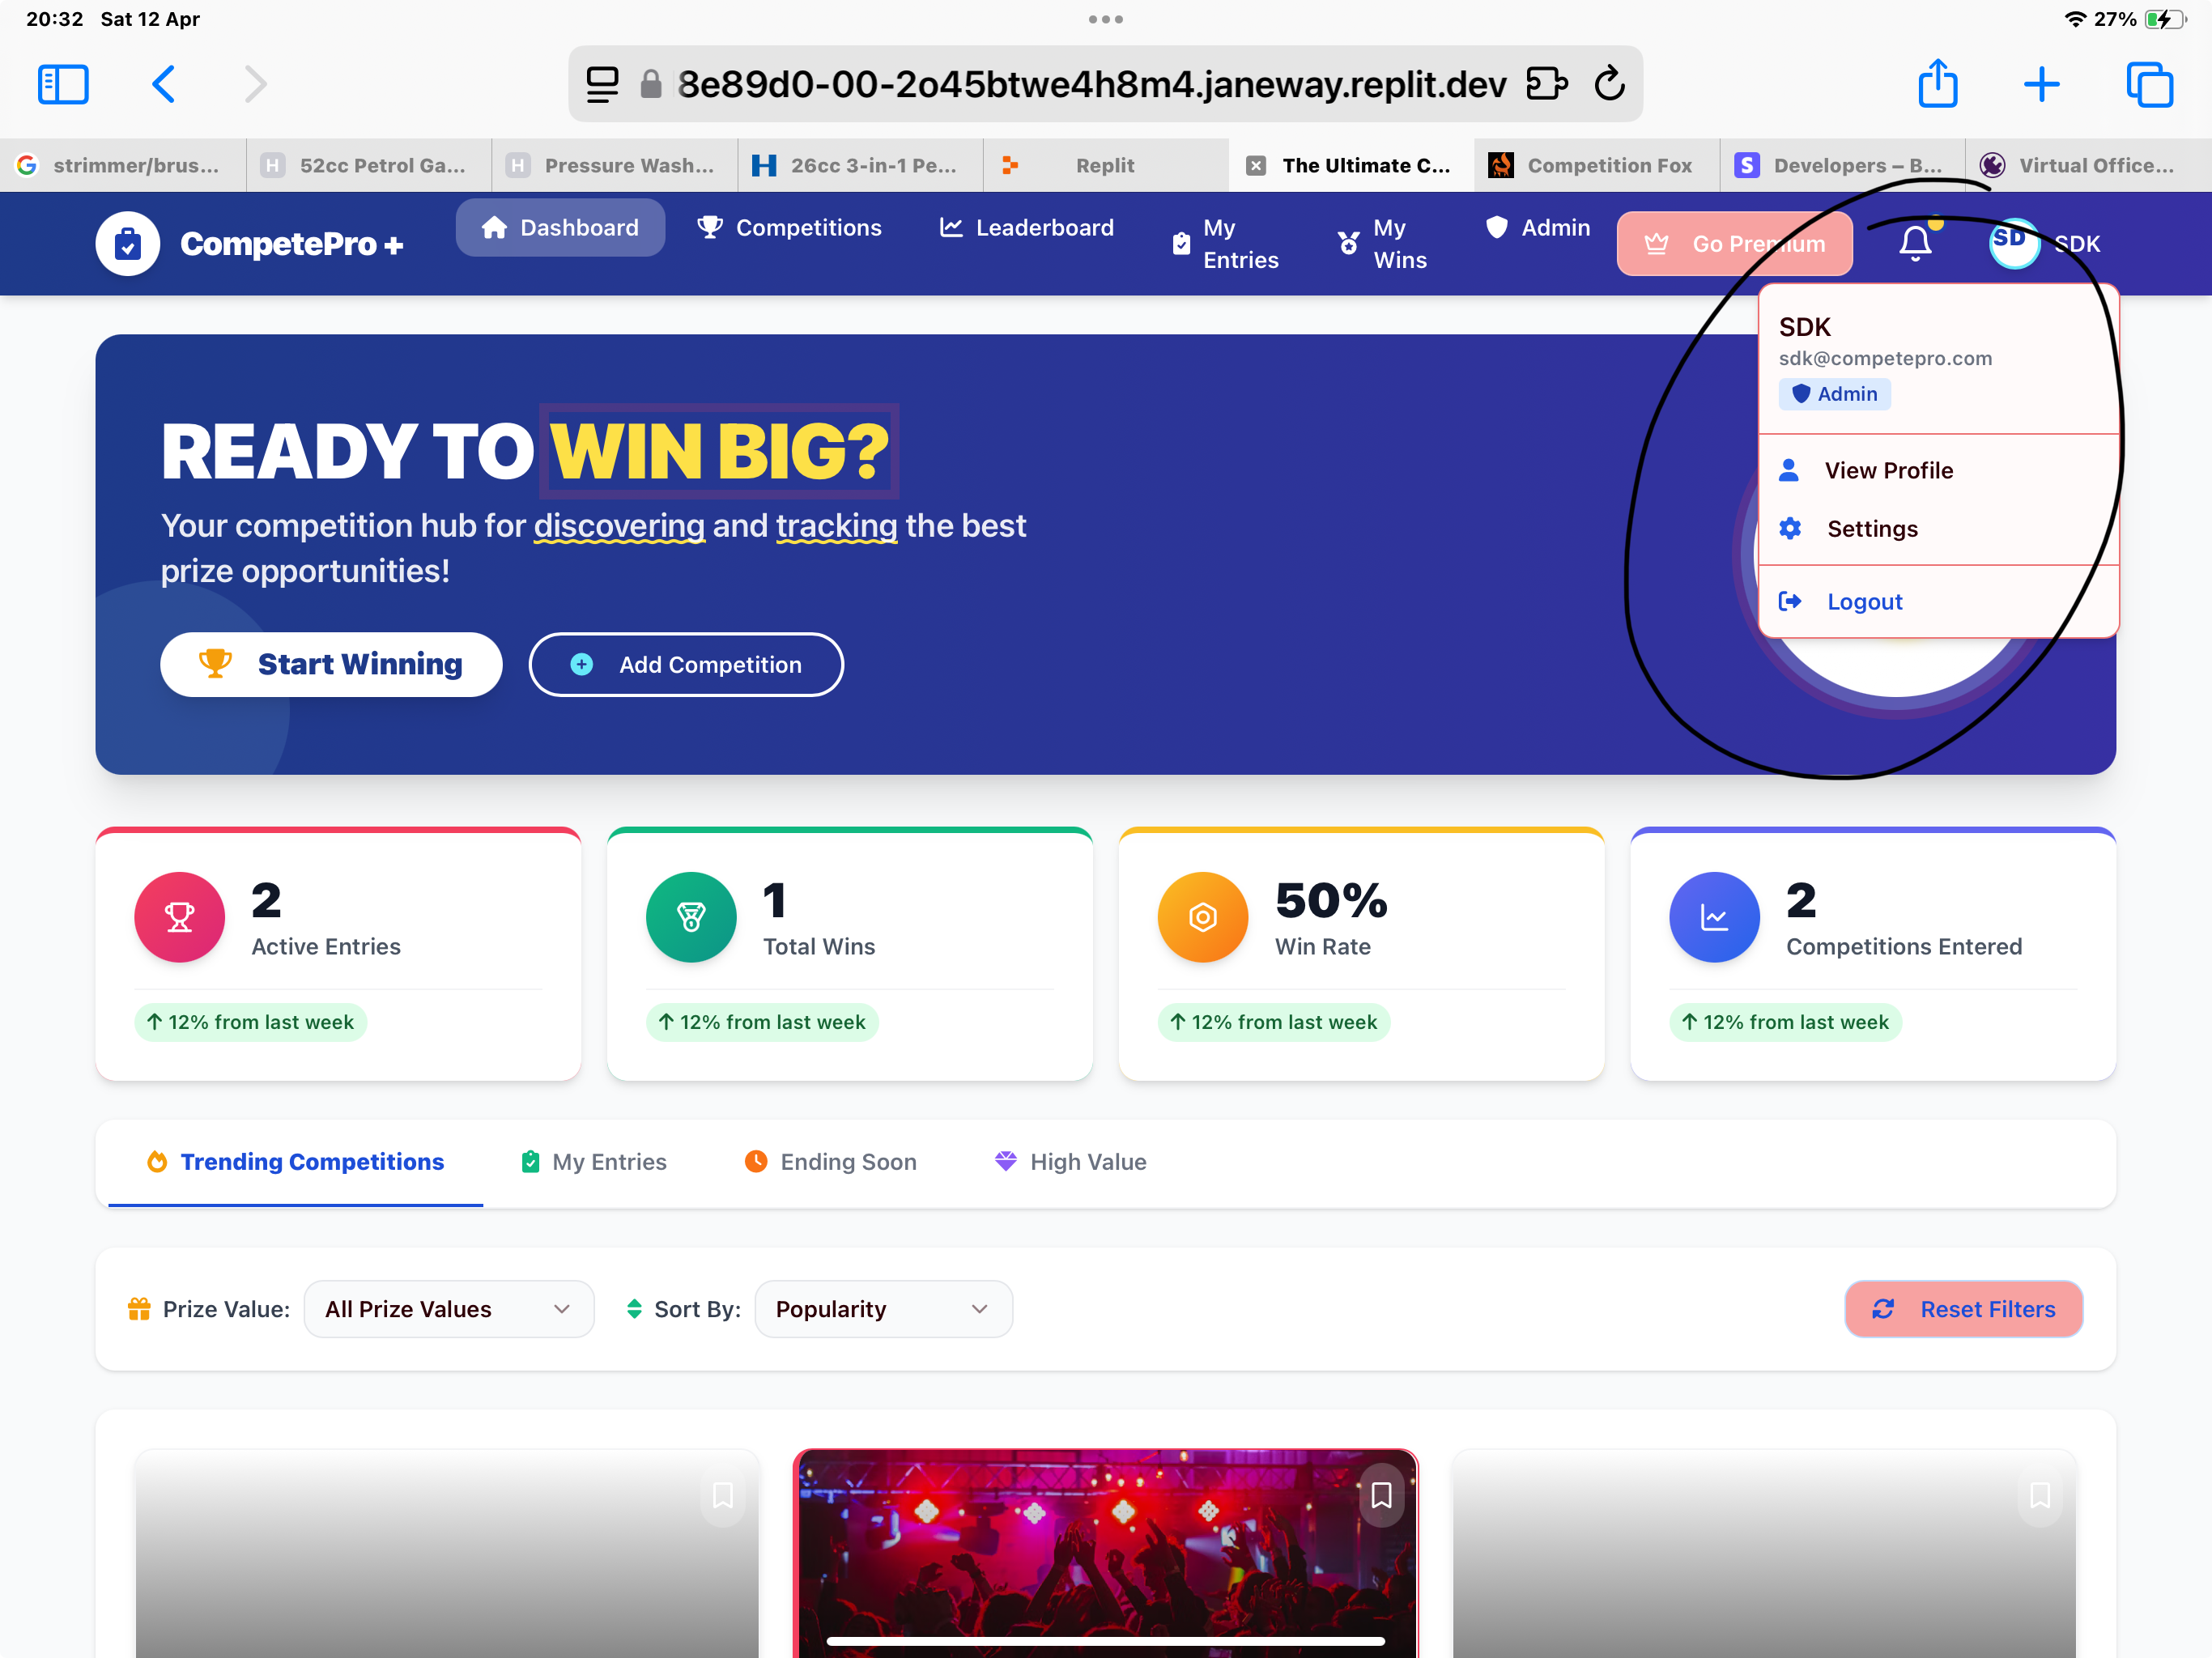 20:32 Sat 12 Apr
27%
8e89d0-00-2o45btwe4h8m4.janeway.replit.dev
strimmer/brus...
52cc Petrol Ga...
Pressure Wash...
26cc 3-in-1 Pe...
Replit
The Ultimate C...
Competition Fox
Developers – B...
Virtual Office...
CompetePro +
Dashboard
Competitions
Leaderboard
My
Entries
My
Wins
Admin
Go Premium
SD
SDK
SDK
sdk@competepro.com
Admin
View Profile
Settings
Logout
READY TO WIN BIG?
Your competition hub for discovering and tracking the best
prize opportunities!
Start Winning
Add Competition
2
Active Entries
12% from last week
1
Total Wins
12% from last week
50%
Win Rate
12% from last week
2
Competitions Entered
12% from last week
Trending Competitions
My Entries
Ending Soon
High Value
Prize Value:
All Prize Values
Sort By:
Popularity
Reset Filters